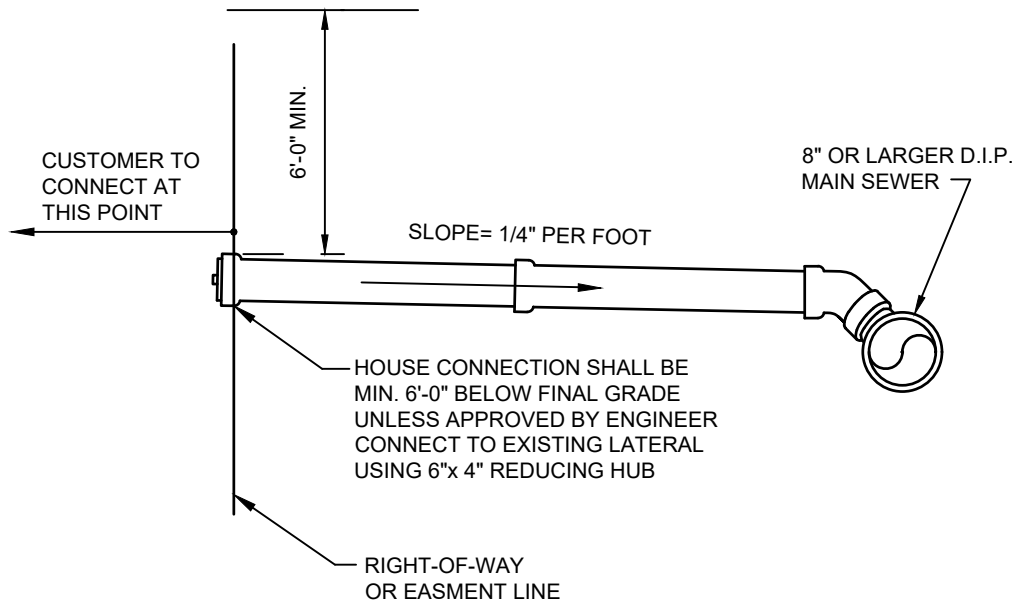 6'-0" MIN.
CUSTOMER TO
CONNECT AT
THIS POINT
8" OR LARGER D.I.P.
MAIN SEWER
SLOPE= 1/4" PER FOOT
HOUSE CONNECTION SHALL BE
MIN. 6'-0" BELOW FINAL GRADE
UNLESS APPROVED BY ENGINEER
CONNECT TO EXISTING LATERAL
USING 6"x 4" REDUCING HUB
RIGHT-OF-WAY
OR EASMENT LINE